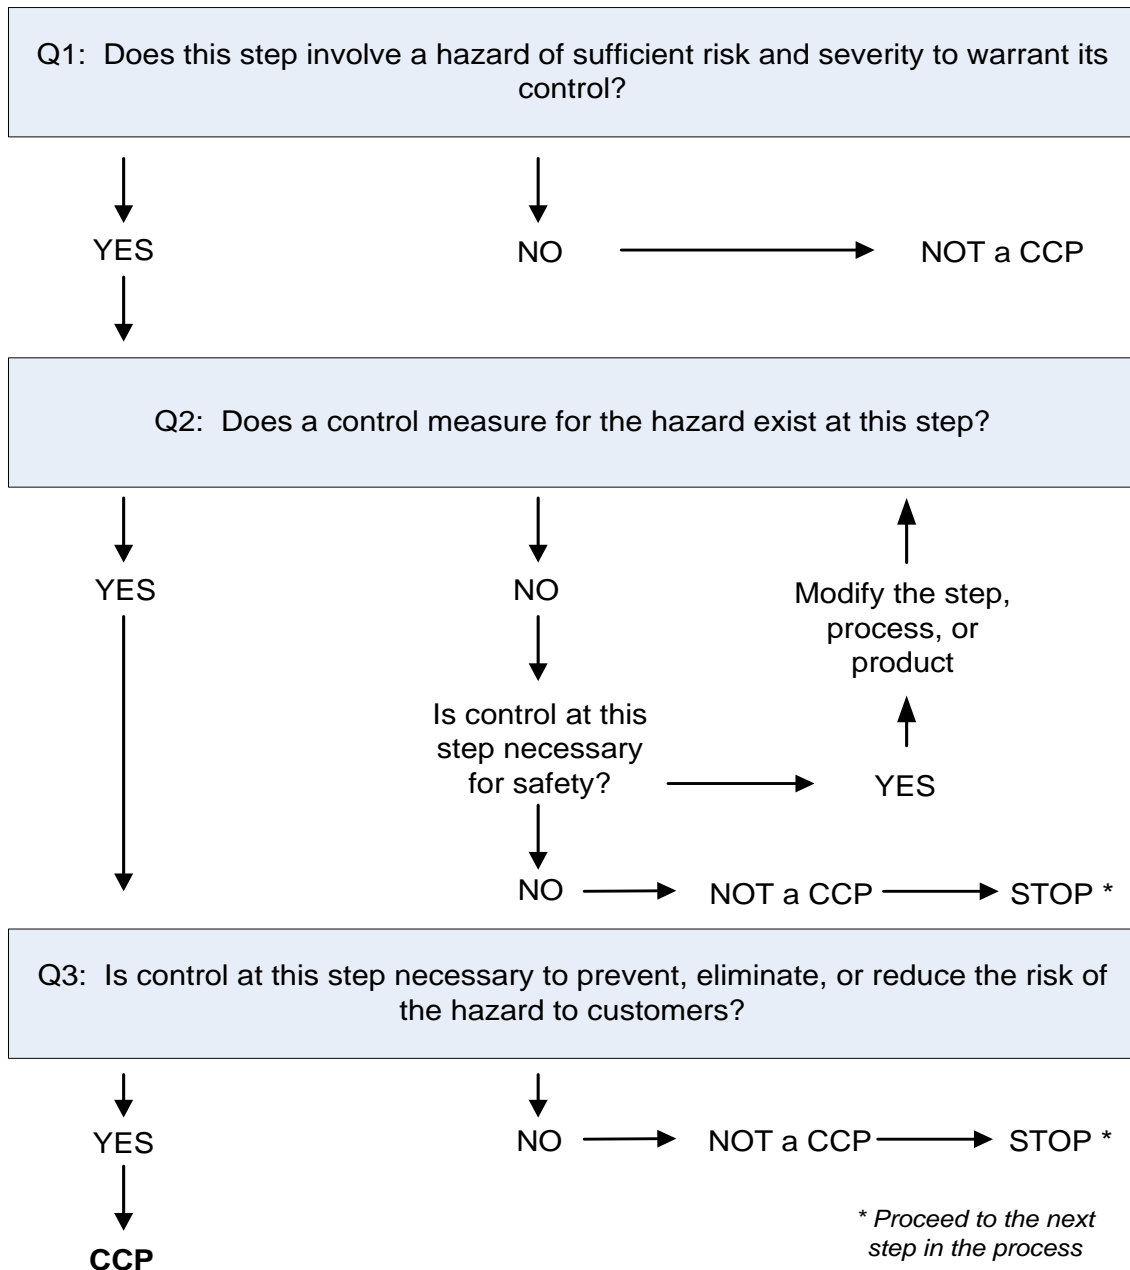 Q1: Does this step involve a hazard of sufficient risk and severity to warrant its
control?
YES
NO
NOT a CCP
Q2: Does a control measure for the hazard exist at this step?
YES
NO
Modify the step,
process, or
product
Is control at this
step necessary
for safety?
YES
NO
NOT a CCP
STOP *
Q3: Is control at this step necessary to prevent, eliminate, or reduce the risk of
the hazard to customers?
YES
NO
NOT a CCP
STOP *
* Proceed to the next
step in the process
CCP